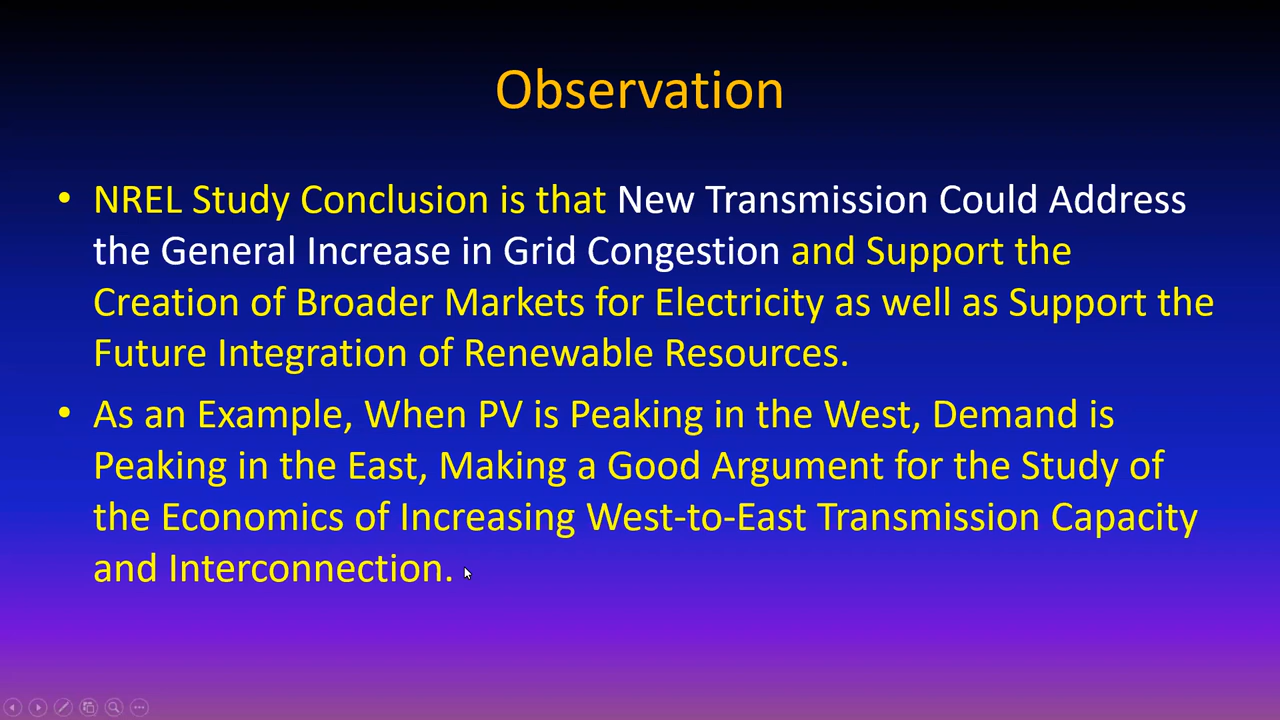 Observation
• NREL Study Conclusion is that New Transmission Could Address
the General Increase in Grid Congestion and Support the
Creation of Broader Markets for Electricity as well as Support the
Future Integration of Renewable Resources.
• As an Example, When PV is Peaking in the West, Demand is
Peaking in the East, Making a Good Argument for the Study of
the Economics of Increasing West-to-East Transmission Capacity
and Interconnection.